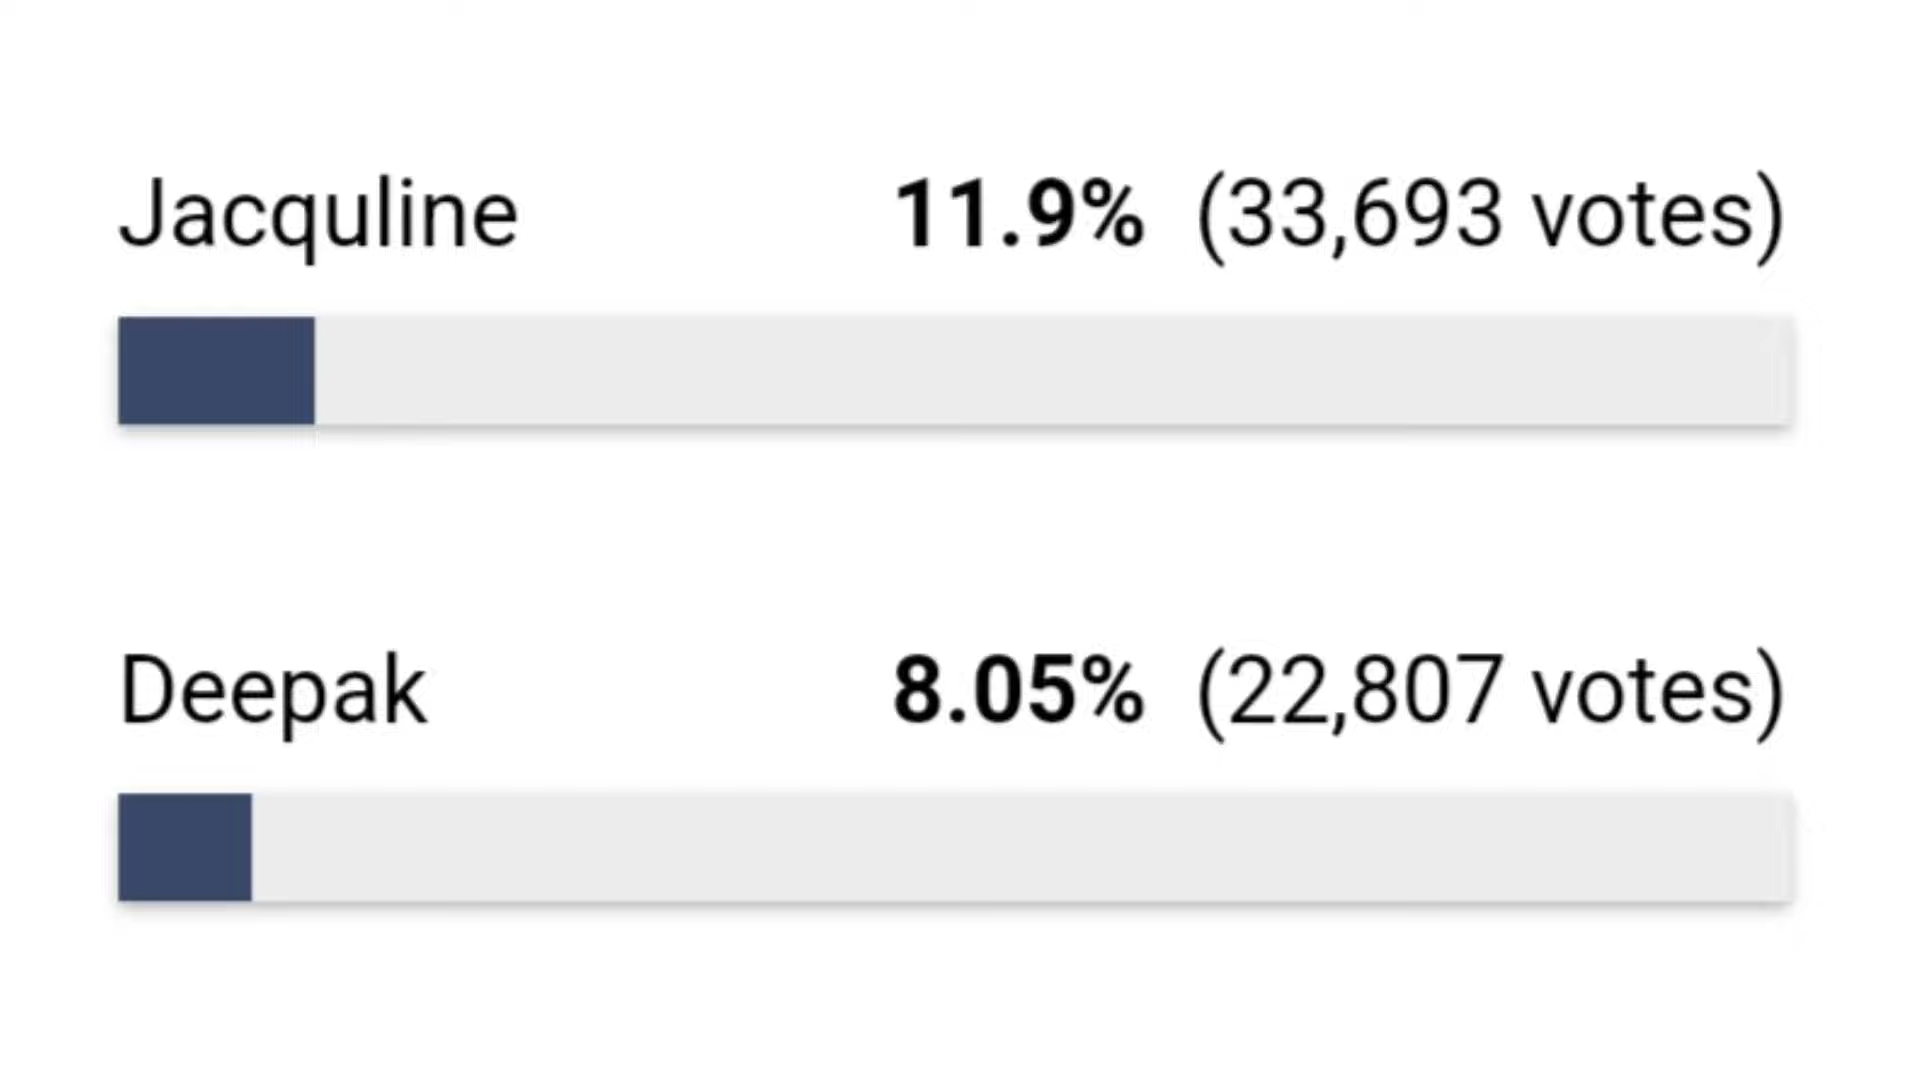 Jacquline 11.9% (33,693 votes)
Deepak 8.05% (22,807 votes)